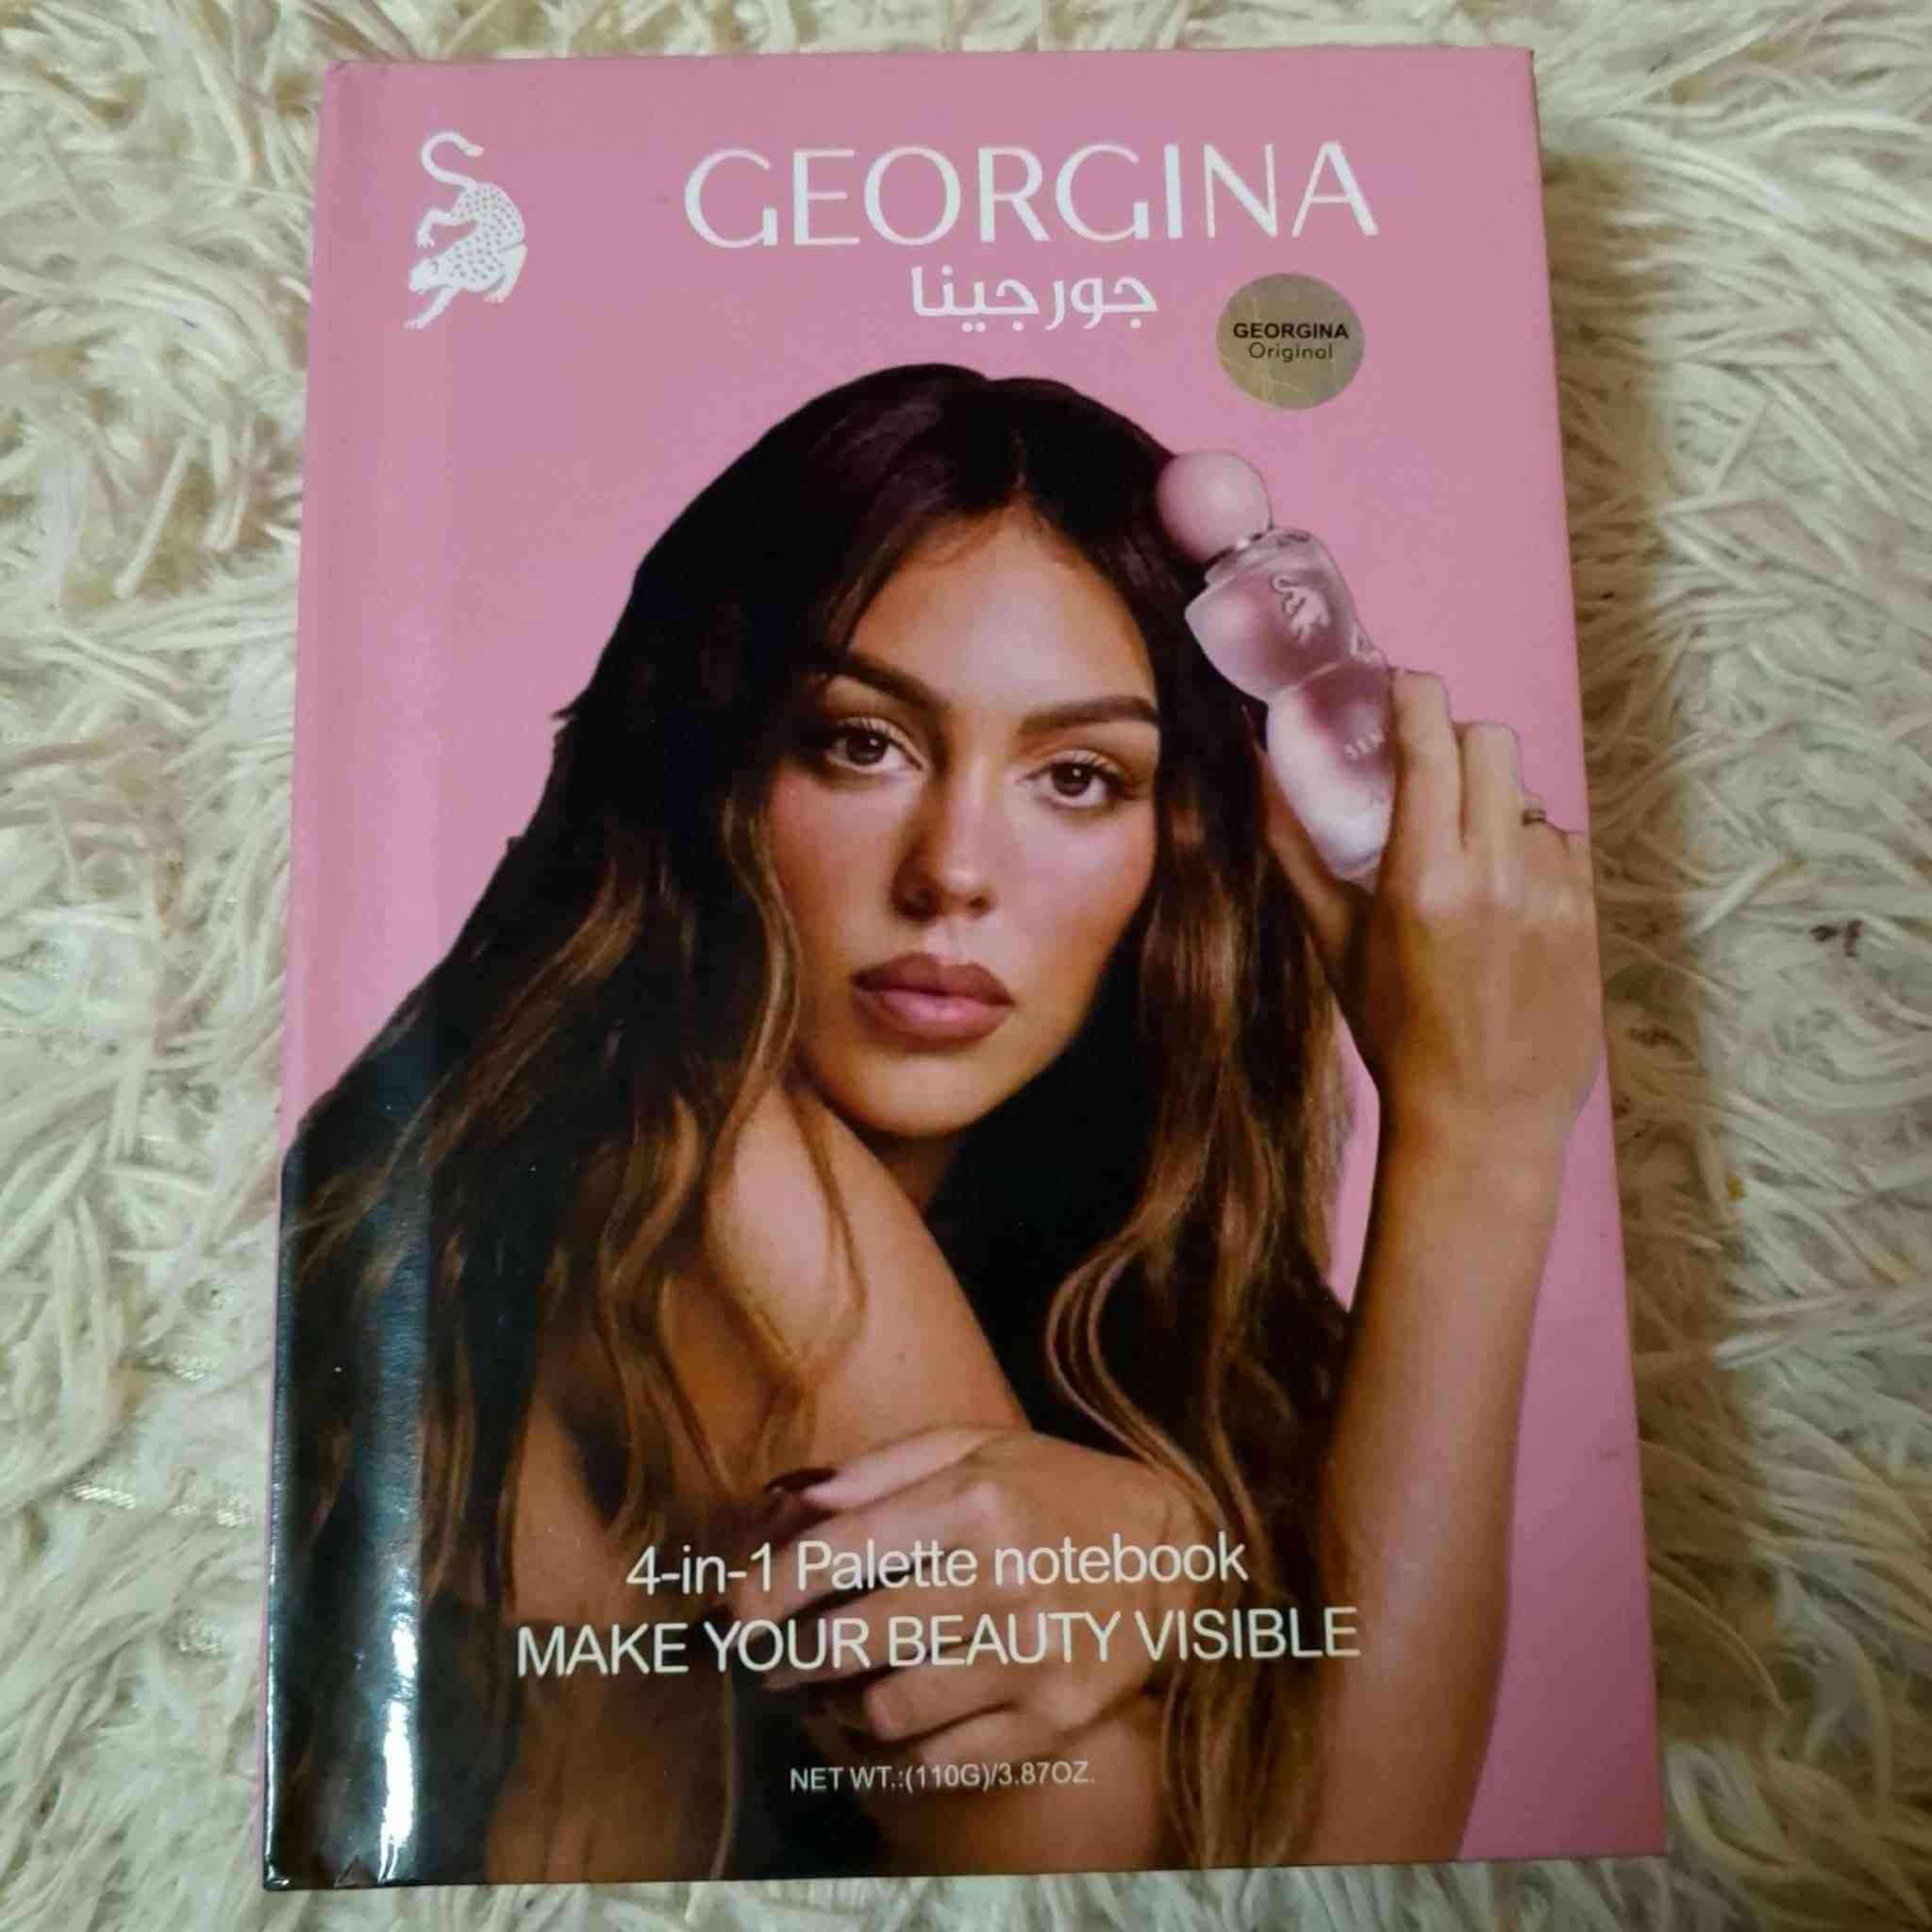 GEORGINA
جورجينا
GEORGINA
Original
4-in-1 Palette notebook
MAKE YOUR BEAUTY VISIBLE
NET WT.:(110G)/3.87OZ.